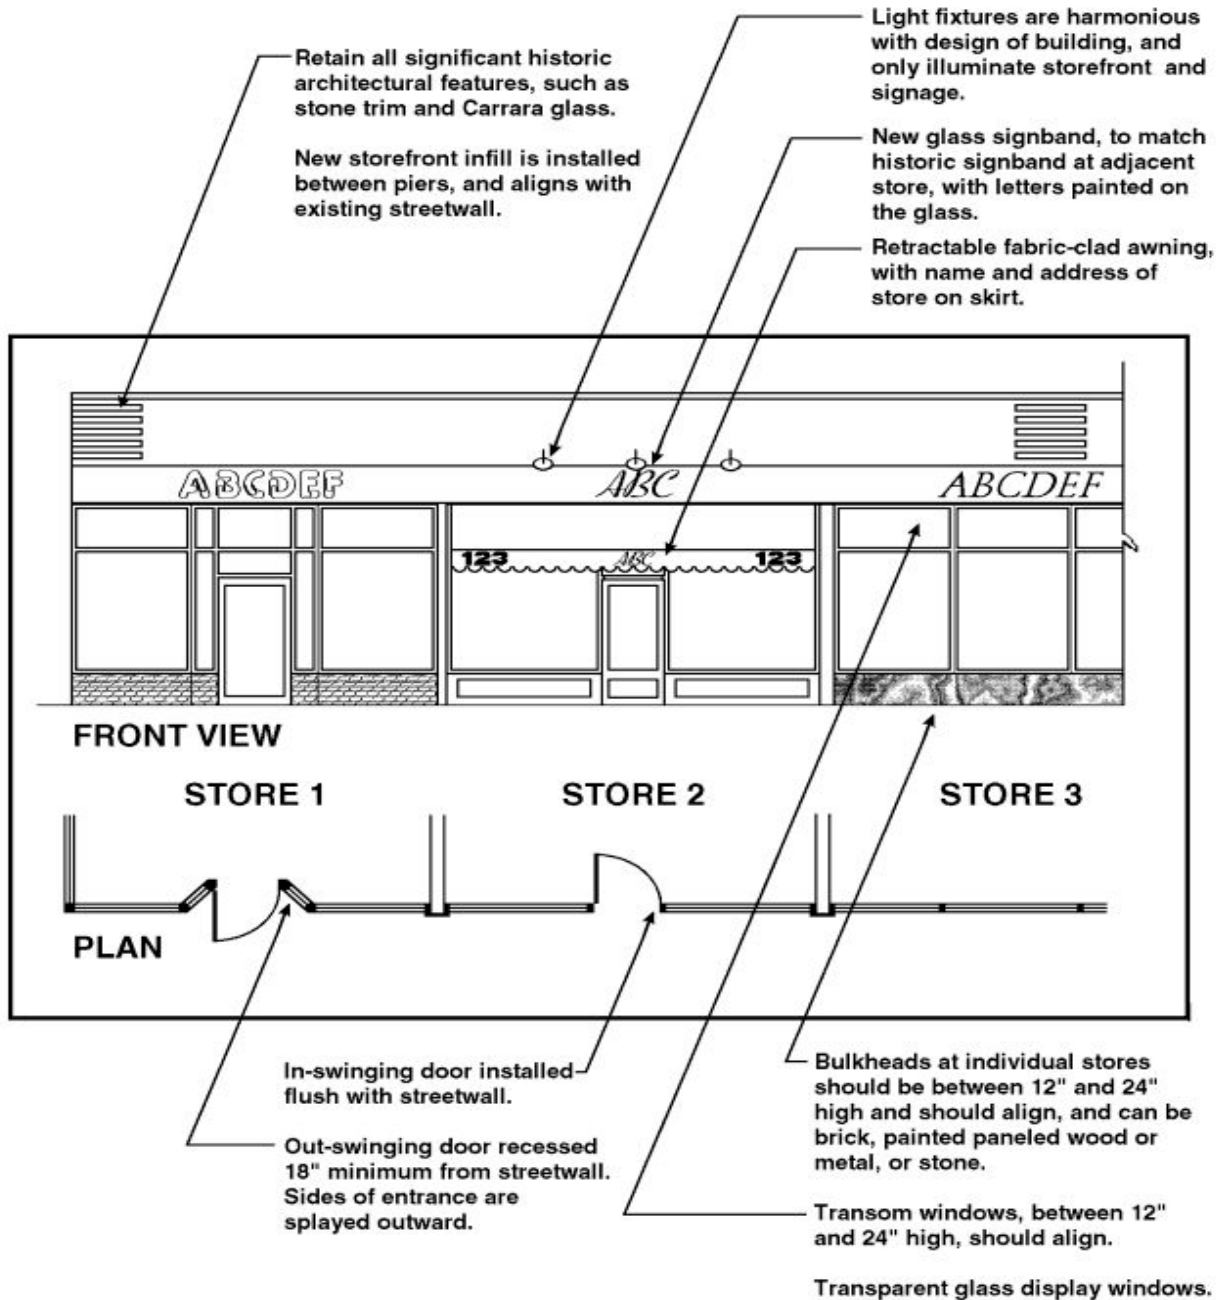 Light fixtures are harmonious
with design of building, and
only illuminate storefront and
signage.
Retain all significant historic
architectural features, such as
stone trim and Carrara glass.
New storefront infill is installed
between piers, and aligns with
existing streetwall.
New glass signband, to match
historic signband at adjacent
store, with letters painted on
the glass.
Retractable fabric-clad awning,
with name and address of
store on skirt.
ABCDEF
ABC
ABCDEF
123
ABC
123
FRONT VIEW
STORE 1
STORE 2
STORE 3
PLAN
In-swinging door installed
flush with streetwall.
Out-swinging door recessed
18" minimum from streetwall.
Sides of entrance are
splayed outward.
Bulkheads at individual stores
should be between 12" and 24"
high and should align, and can be
brick, painted paneled wood or
metal, or stone.
Transom windows, between 12"
and 24" high, should align.
Transparent glass display windows.